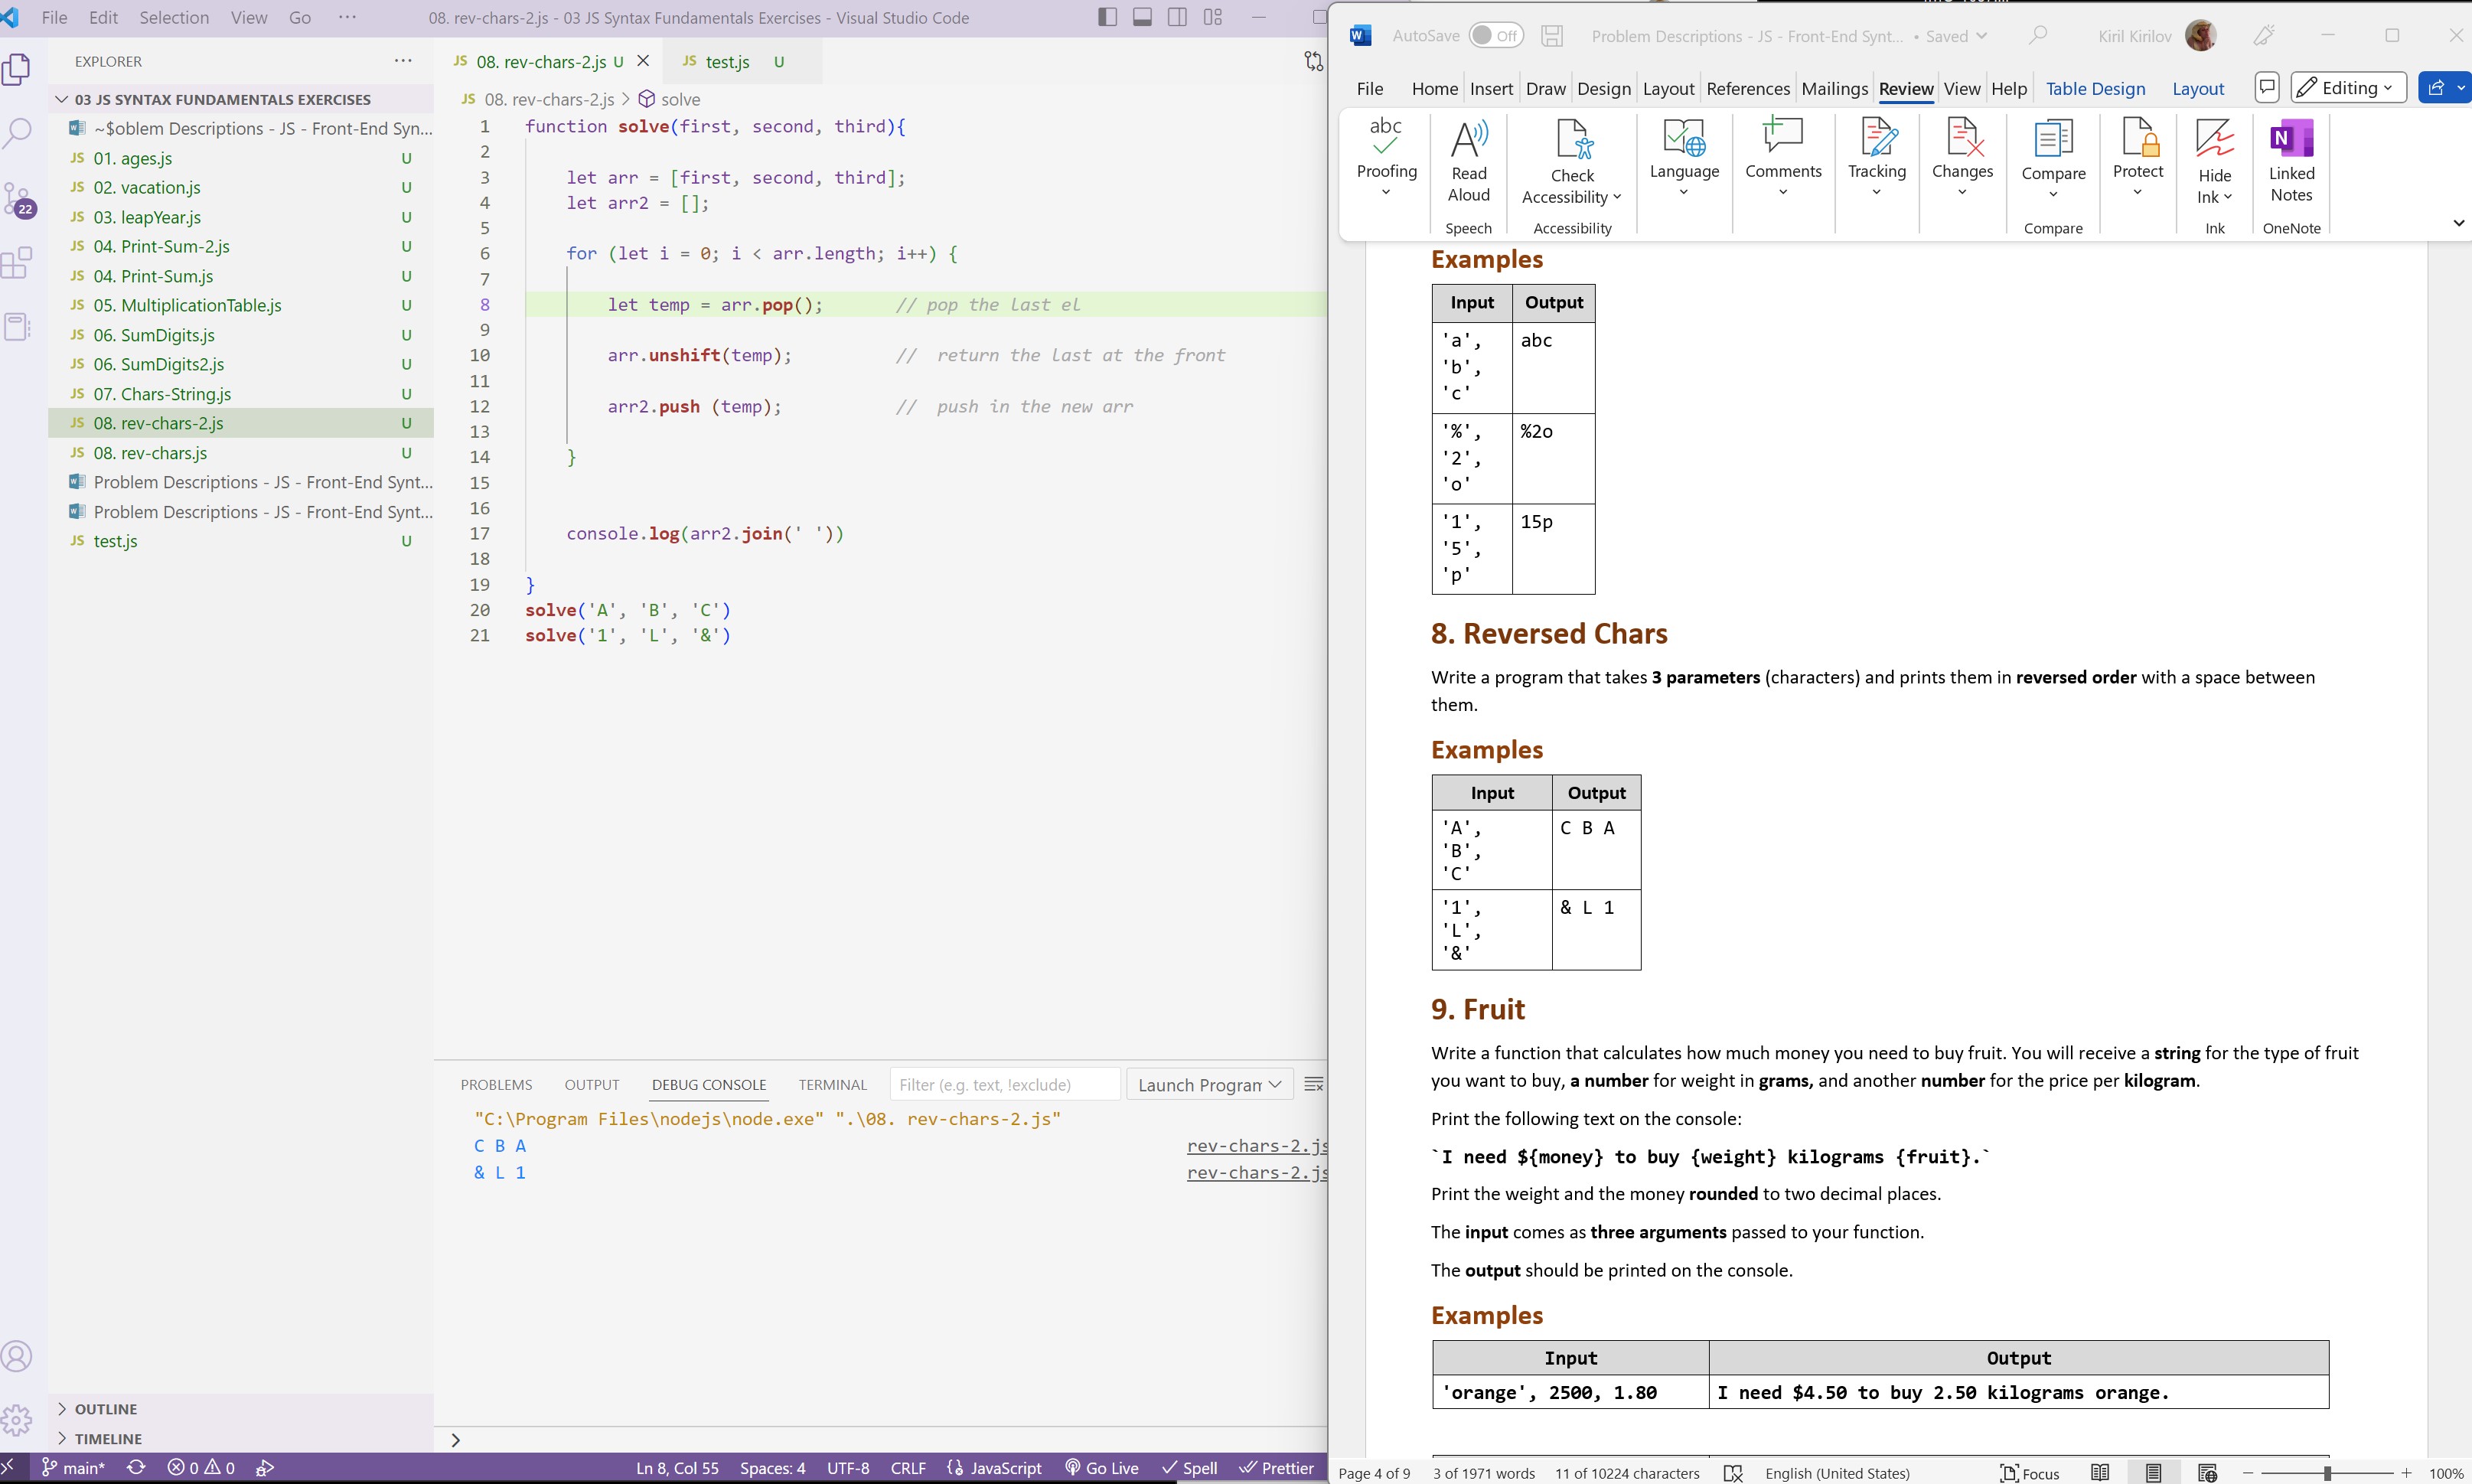 File Edit Selection View Go ··· 08. rev-chars-2.js - 03 JS Syntax Fundamentals Exercises - Visual Studio Code
EXPLORER ···
03 JS SYNTAX FUNDAMENTALS EXERCISES
~$oblem Descriptions - JS - Front-End Syn...
JS 01. ages.js U
JS 02. vacation.js U
JS 03. leapYear.js U
JS 04. Print-Sum-2.js U
JS 04. Print-Sum.js U
JS 05. MultiplicationTable.js U
JS 06. SumDigits.js U
JS 06. SumDigits2.js U
JS 07. Chars-String.js U
JS 08. rev-chars-2.js U
JS 08. rev-chars.js U
Problem Descriptions - JS - Front-End Synt...
Problem Descriptions - JS - Front-End Synt...
JS test.js U
22
OUTLINE
TIMELINE
JS 08. rev-chars-2.js U JS test.js U
JS 08. rev-chars-2.js > solve
1 function solve(first, second, third){
2
3 let arr = [first, second, third];
4 let arr2 = [];
5
6 for (let i = 0; i < arr.length; i++) {
7
8 let temp = arr.pop(); // pop the last el
9
10 arr.unshift(temp); // return the last at the front
11
12 arr2.push (temp); // push in the new arr
13
14 }
15
16
17 console.log(arr2.join(' '))
18
19 }
20 solve('A', 'B', 'C')
21 solve('1', 'L', '&')
PROBLEMS OUTPUT DEBUG CONSOLE TERMINAL Filter (e.g. text, !exclude) Launch Program
"C:\Program Files\nodejs\node.exe" ".\08. rev-chars-2.js"
C B A rev-chars-2.js
& L 1 rev-chars-2.js
>
main* 0 0 Ln 8, Col 55 Spaces: 4 UTF-8 CRLF JavaScript Go Live Spell Prettier
AutoSave Off Problem Descriptions - JS - Front-End Synt... • Saved Kiril Kirilov
File Home Insert Draw Design Layout References Mailings Review View Help Table Design Layout Editing
abc
Proofing
Read Aloud
Check Accessibility
Language
Comments
Tracking
Changes
Compare
Protect
Hide Ink
Linked Notes
Speech Accessibility Compare Ink OneNote
Examples
Input Output
'a', abc
'b',
'c'
'%', %2o
'2',
'o'
'1', 15p
'5',
'p'
8. Reversed Chars
Write a program that takes 3 parameters (characters) and prints them in reversed order with a space between
them.
Examples
Input Output
'A', C B A
'B',
'C'
'1', & L 1
'L',
'&'
9. Fruit
Write a function that calculates how much money you need to buy fruit. You will receive a string for the type of fruit
you want to buy, a number for weight in grams, and another number for the price per kilogram.
Print the following text on the console:
`I need ${money} to buy {weight} kilograms {fruit}.`
Print the weight and the money rounded to two decimal places.
The input comes as three arguments passed to your function.
The output should be printed on the console.
Examples
Input Output
'orange', 2500, 1.80 I need $4.50 to buy 2.50 kilograms orange.
Page 4 of 9 3 of 1971 words 11 of 10224 characters English (United States) Focus 100%